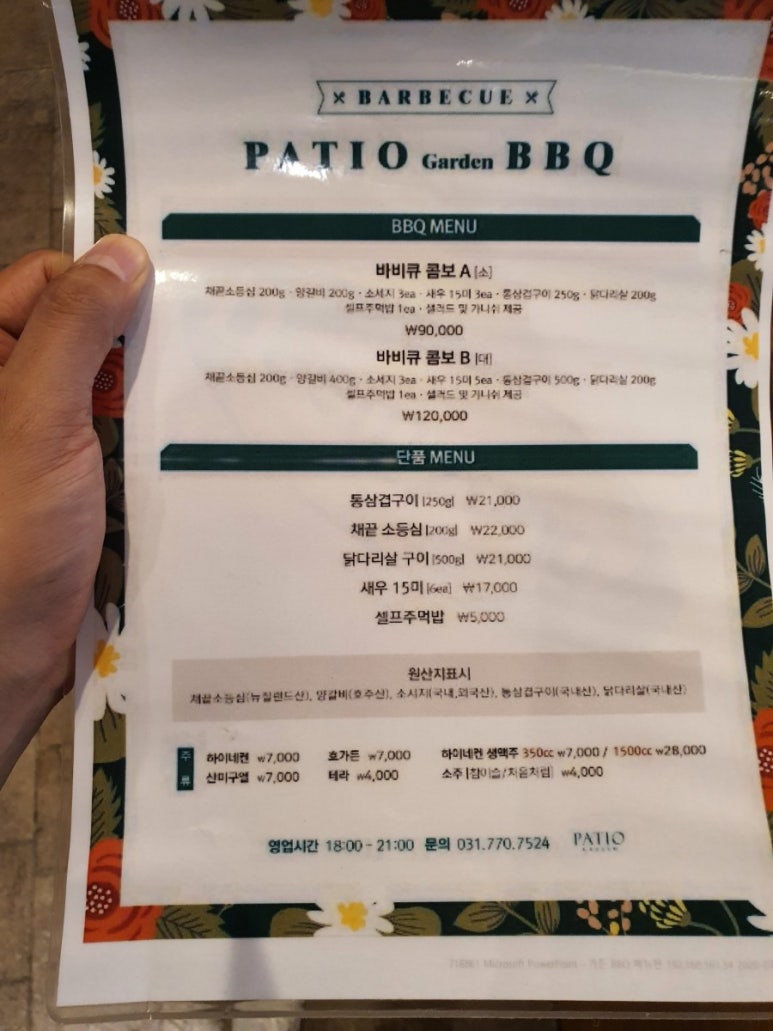 BARBECUE
PATIO Garden BBQ
BBQ MENU
바비큐 콤보 A [소]
채끝소등심 200g · 양갈비 200g · 소세지 3ea · 새우 15미 3ea · 통삼겹구이 250g · 닭다리살 200g
셀프주먹밥 1ea · 샐러드 및 가니쉬 제공
₩90,000
바비큐 콤보 B [대]
채끝소등심 200g · 양갈비 400g · 소세지 3ea · 새우 15미 5ea · 통삼겹구이 500g · 닭다리살 200g
셀프주먹밥 1ea · 샐러드 및 가니쉬 제공
₩120,000
단품 MENU
통삼겹구이 [250g] ₩21,000
채끝 소등심 [200g] ₩22,000
닭다리살 구이 [500g] ₩21,000
새우 15미 [6ea] ₩17,000
셀프주먹밥 ₩5,000
원산지표시
채끝소등심(뉴질랜드산), 양갈비(호주산), 소시지(국내,외국산), 통삼겹구이(국내산), 닭다리살(국내산)
주류
하이네켄 ₩7,000 호가든 ₩7,000 하이네켄 생맥주 350cc ₩7,000 / 1500cc ₩28,000
산미구엘 ₩7,000 테라 ₩4,000 소주 [참이슬/처음처럼] ₩4,000
영업시간 18:00 - 21:00 문의 031.770.7524 PATIO
Microsoft PowerPoint - 가든 BBQ 메뉴판